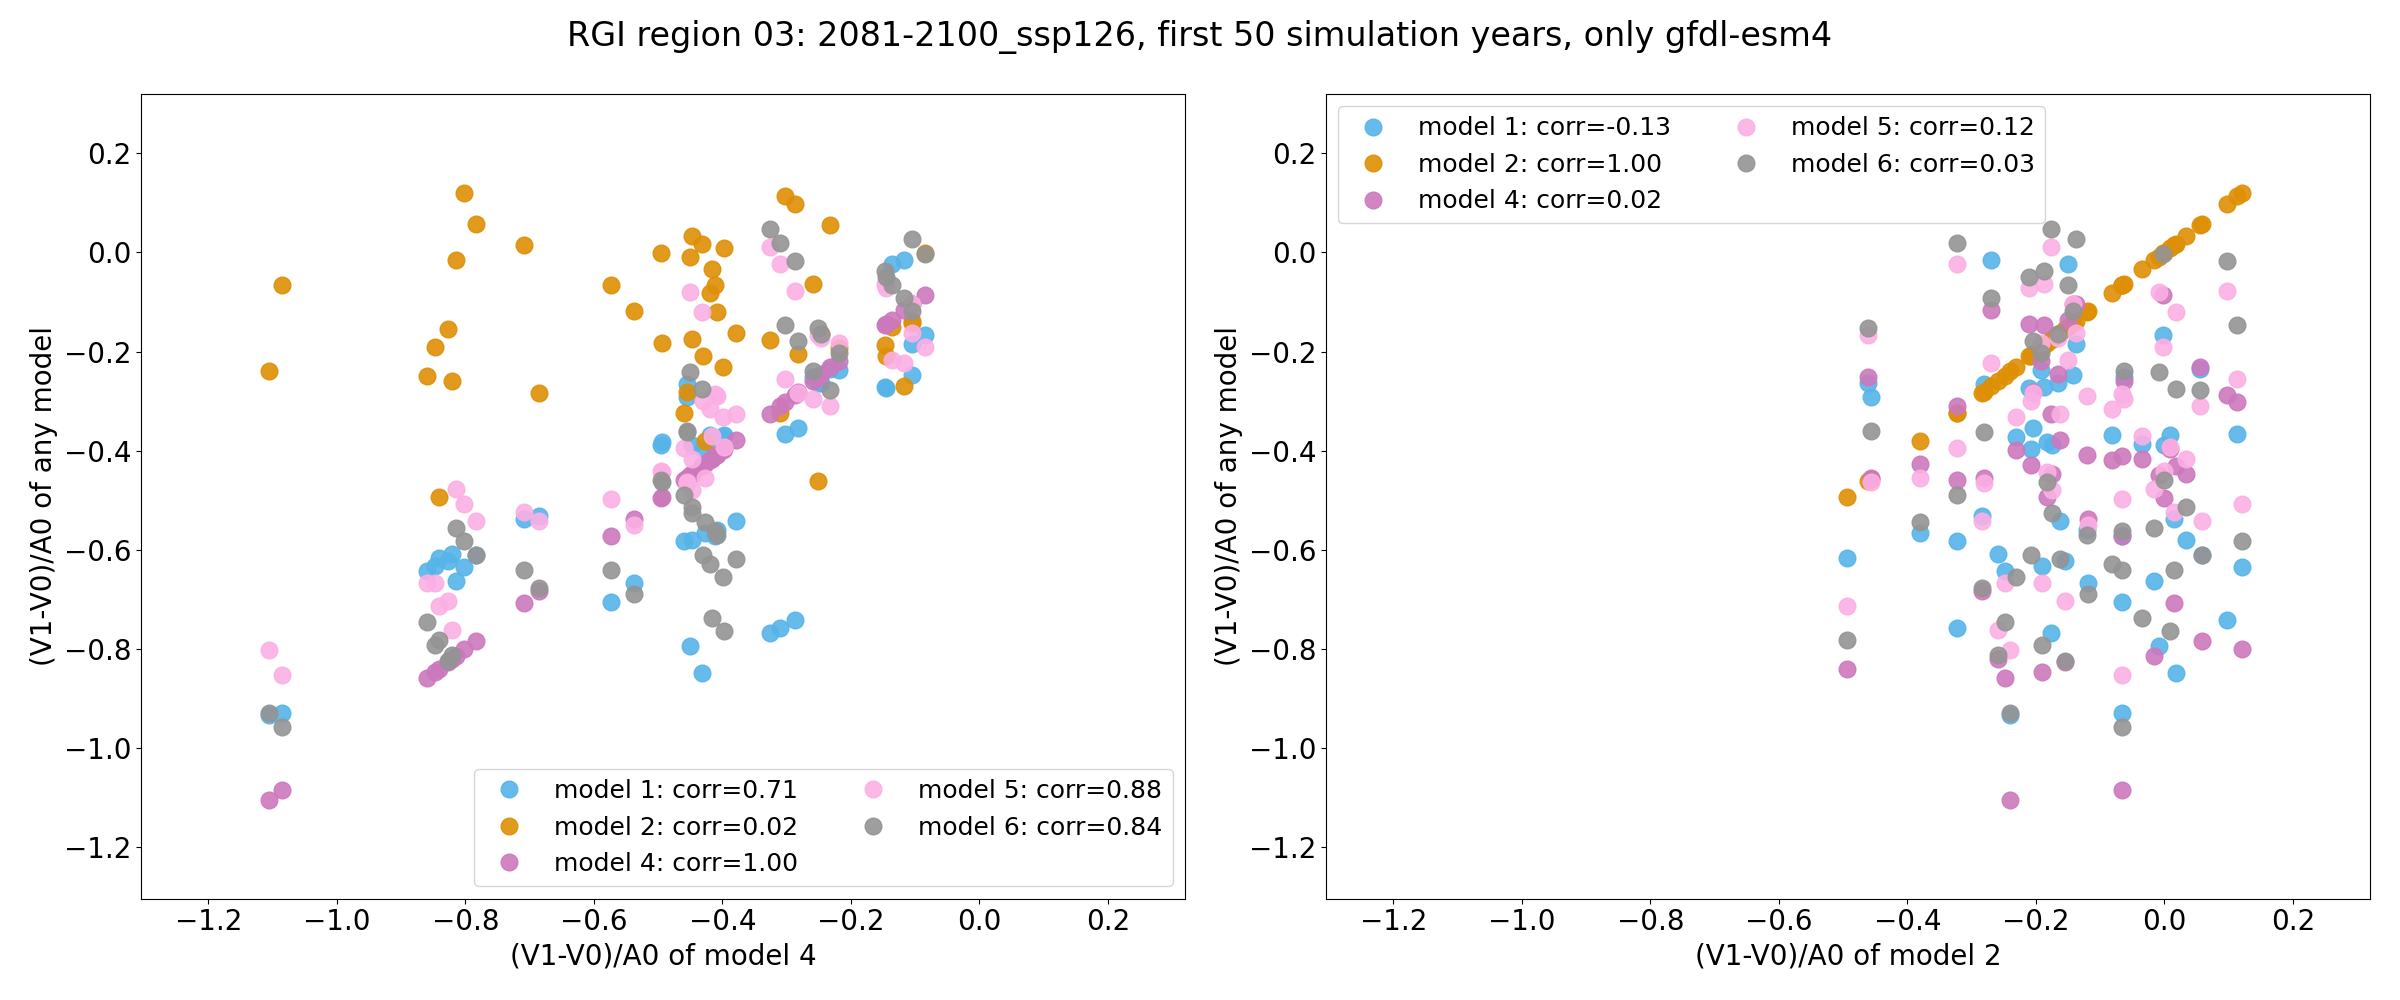 RGI region 03: 2081-2100_ssp126, first 50 simulation years, only gfdl-esm4
(V1-V0)/A0 of any model
0.2
0.0
−0.2
−0.4
−0.6
−0.8
−1.0
−1.2
model 1: corr=0.71
model 2: corr=0.02
model 4: corr=1.00
model 5: corr=0.88
model 6: corr=0.84
−1.2 −1.0 −0.8 −0.6 −0.4 −0.2 0.0 0.2
(V1-V0)/A0 of model 4
(V1-V0)/A0 of any model
0.2
0.0
−0.2
−0.4
−0.6
−0.8
−1.0
−1.2
model 1: corr=-0.13
model 2: corr=1.00
model 4: corr=0.02
model 5: corr=0.12
model 6: corr=0.03
−1.2 −1.0 −0.8 −0.6 −0.4 −0.2 0.0 0.2
(V1-V0)/A0 of model 2